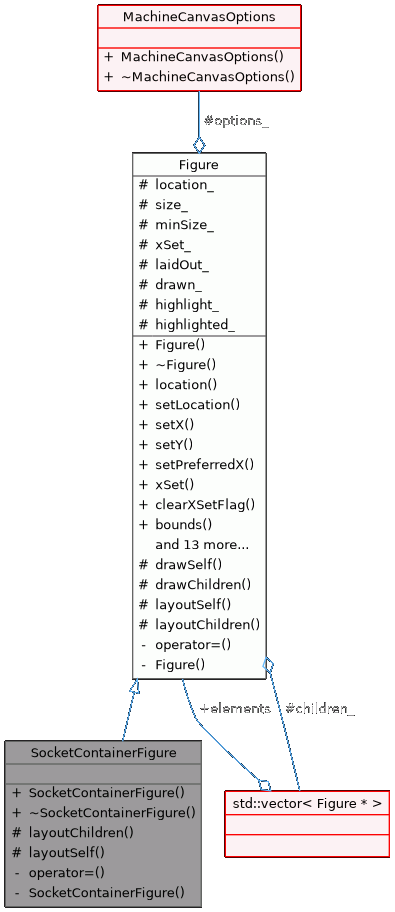 MachineCanvasOptions
+ MachineCanvasOptions()
+ ~MachineCanvasOptions()
#options_
Figure
# location_
# size_
# minSize_
# xSet_
# laidOut_
# drawn_
# highlight_
# highlighted_
+ Figure()
+ ~Figure()
+ location()
+ setLocation()
+ setX()
+ setY()
+ setPreferredX()
+ xSet()
+ clearXSetFlag()
+ bounds()
and 13 more...
# drawSelf()
# drawChildren()
# layoutSelf()
# layoutChildren()
- operator=()
- Figure()
+elements
#children_
SocketContainerFigure
+ SocketContainerFigure()
+ ~SocketContainerFigure()
# layoutChildren()
# layoutSelf()
- operator=()
- SocketContainerFigure()
std::vector< Figure * >